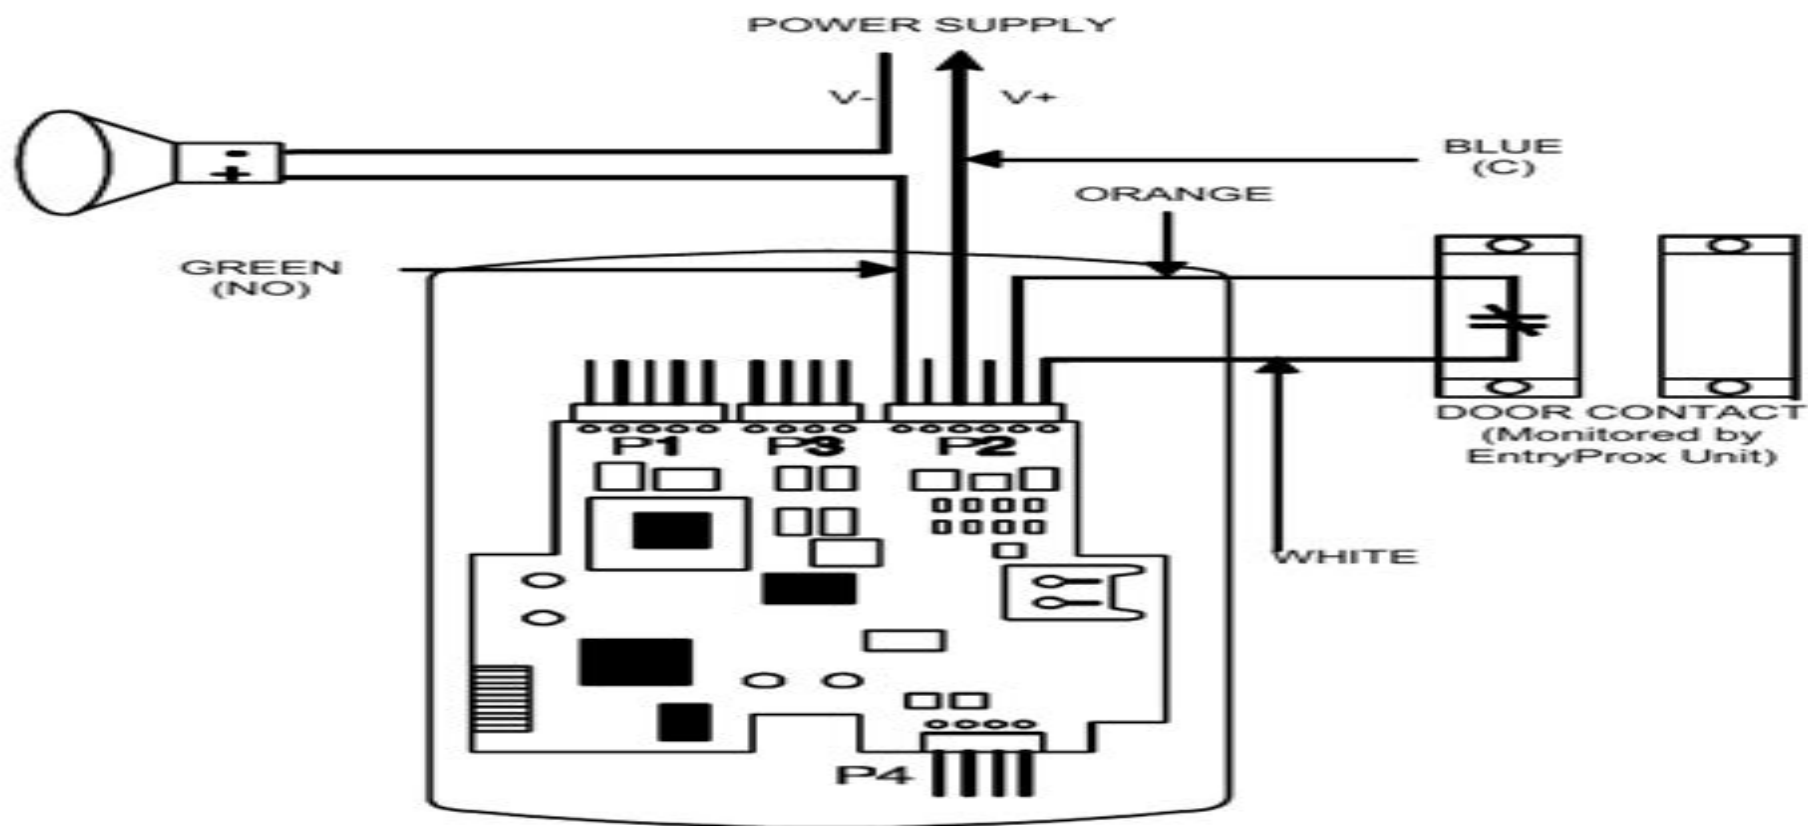 POWER SUPPLY
V-
V+
BLUE
(C)
ORANGE
-
+
GREEN
(NO)
P1
P3
P2
DOOR CONTACT
(Monitored by
EntryProx Unit)
WHITE
P4